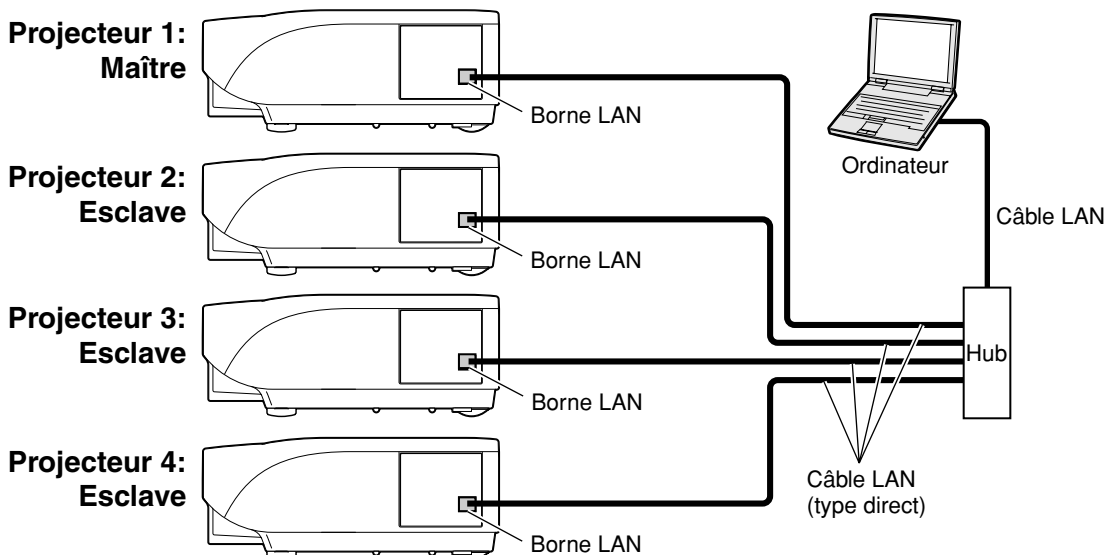 Projecteur 1:
Maître
Borne LAN
Ordinateur
Projecteur 2:
Esclave
Borne LAN
Câble LAN
Projecteur 3:
Esclave
Borne LAN
Hub
Projecteur 4:
Esclave
Borne LAN
Câble LAN
(type direct)